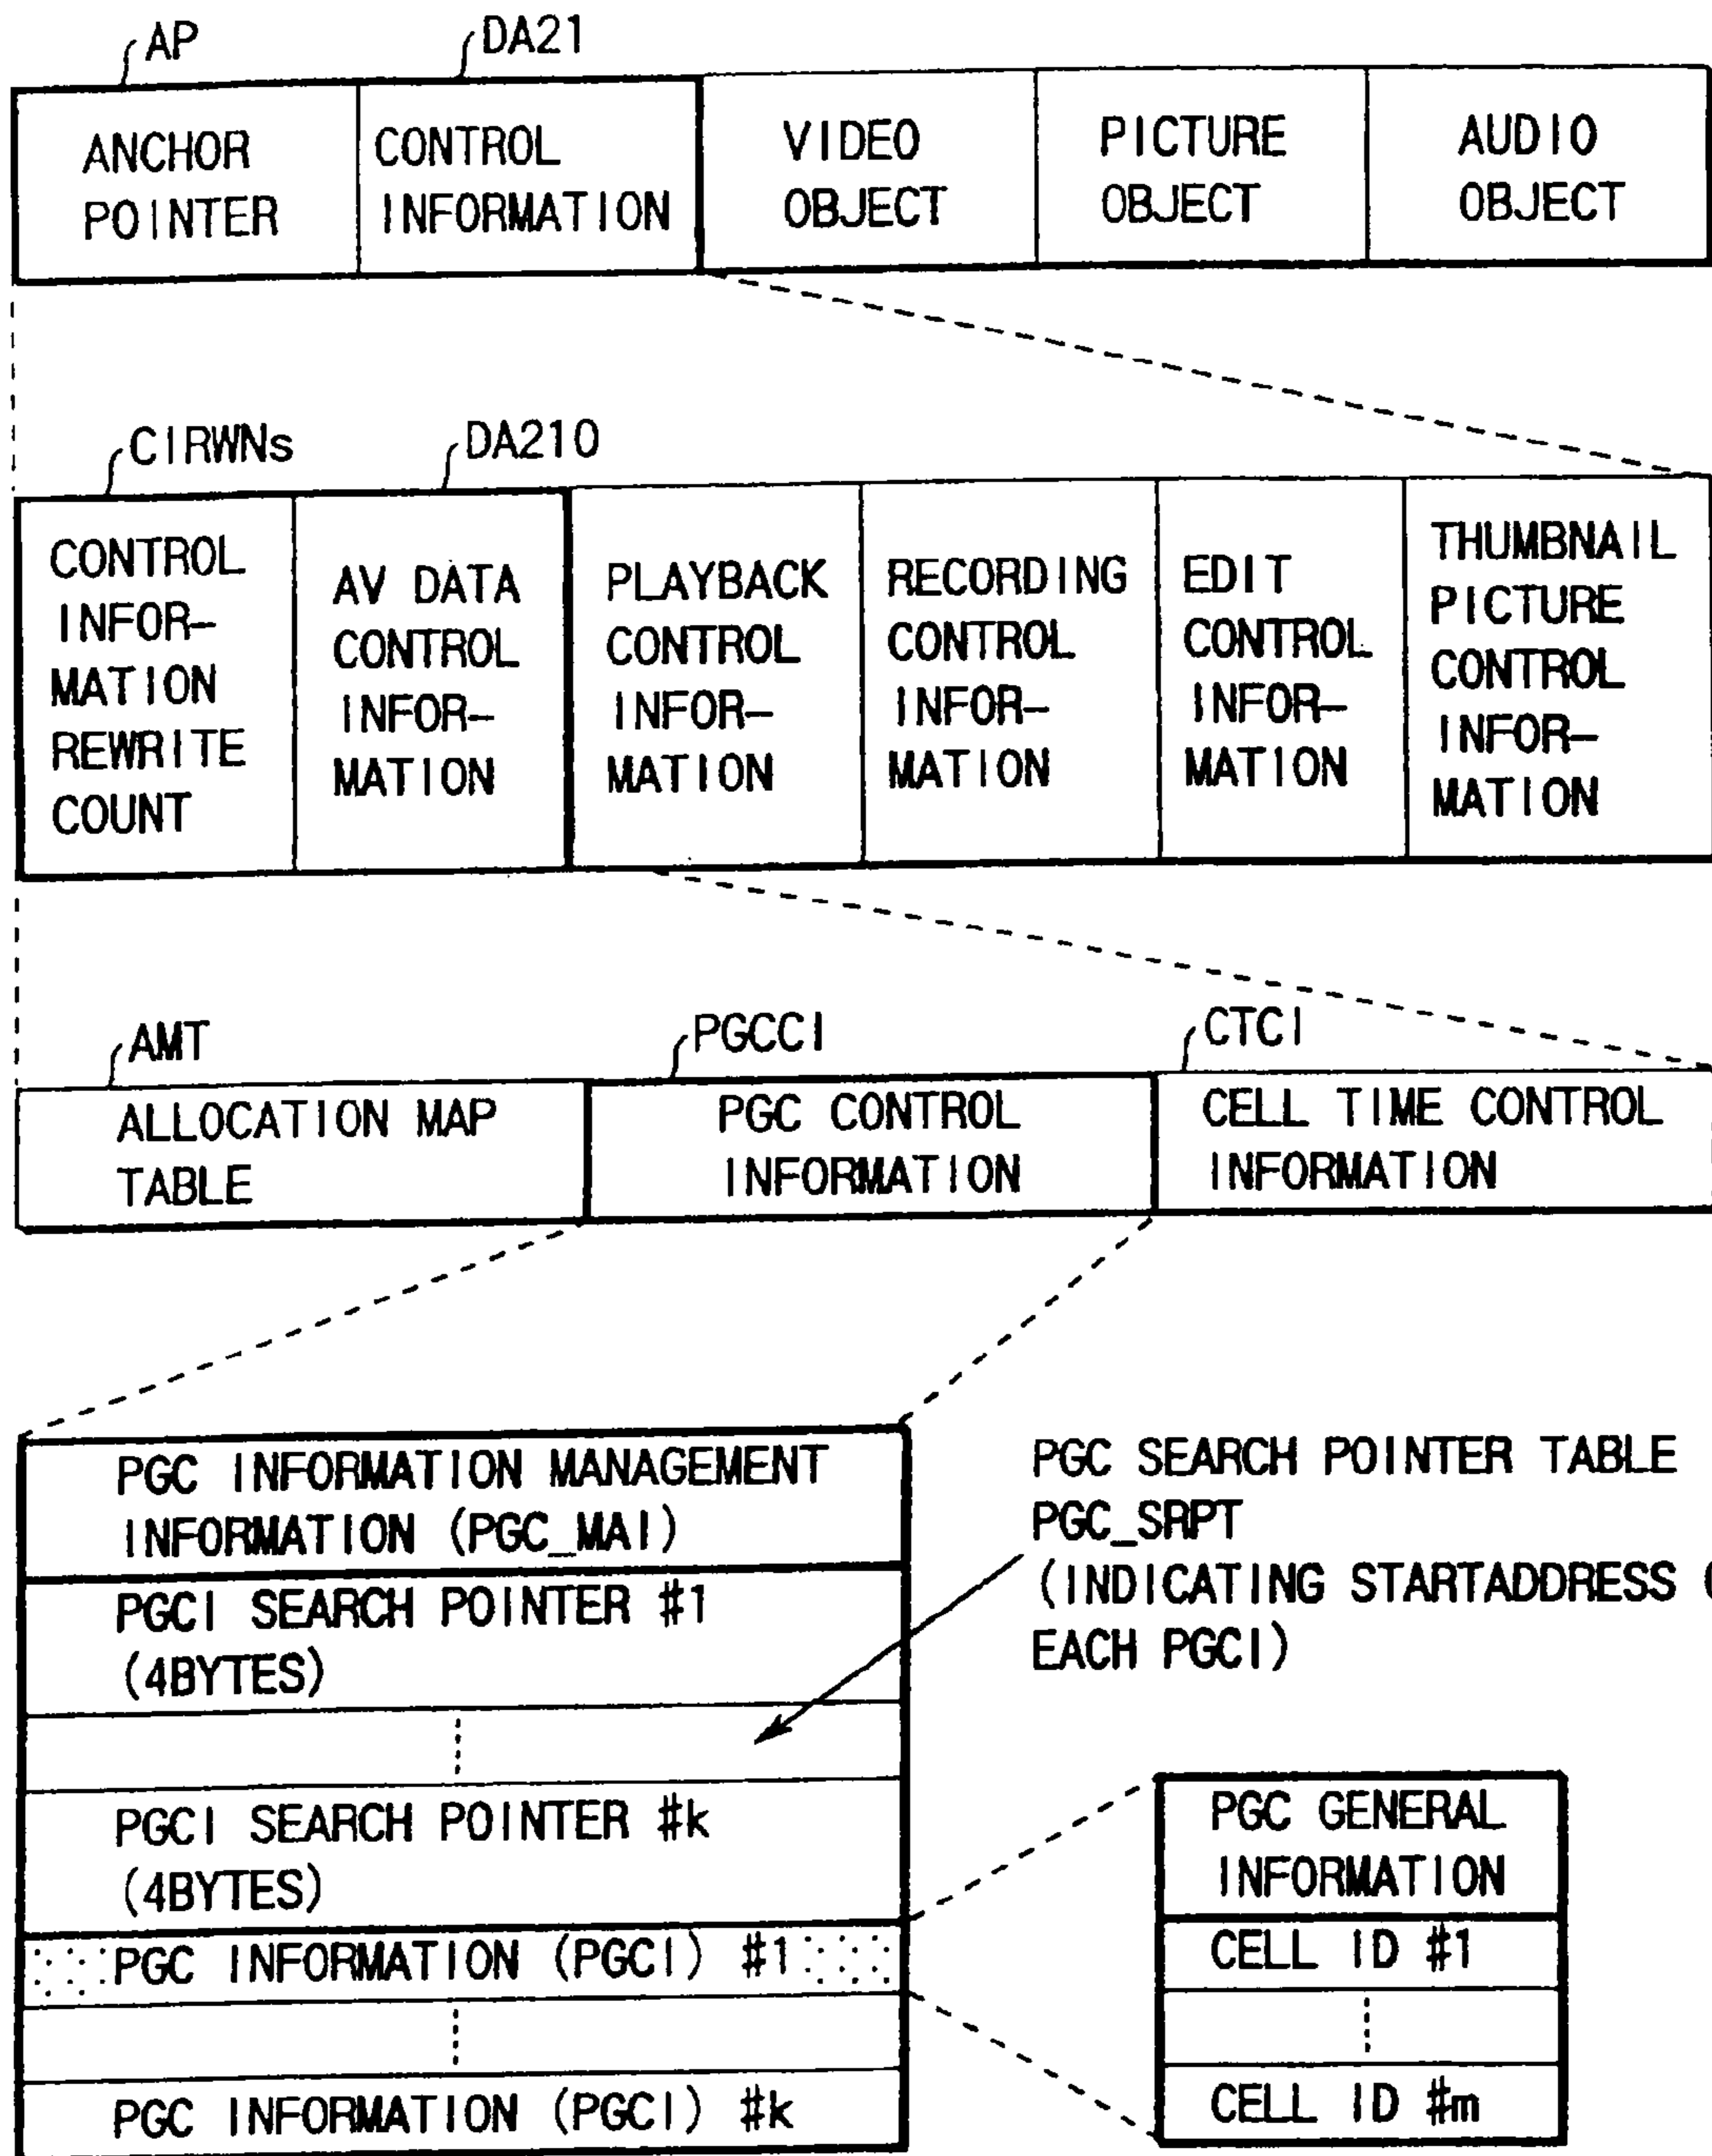 AP
DA21
ANCHOR
POINTER
CONTROL
INFORMATION
VIDEO
OBJECT
PICTURE
OBJECT
AUDIO
OBJECT
CIRWNs
DA210
CONTROL
INFOR-
MATION
REWRITE
COUNT
AV DATA
CONTROL
INFOR-
MATION
PLAYBACK
CONTROL
INFOR-
MATION
RECORDING
CONTROL
INFOR-
MATION
EDIT
CONTROL
INFOR-
MATION
THUMBNAIL
PICTURE
CONTROL
INFOR-
MATION
AMT
PGCCI
CTCI
ALLOCATION MAP
TABLE
PGC CONTROL
INFORMATION
CELL TIME CONTROL
INFORMATION
PGC INFORMATION MANAGEMENT
INFORMATION (PGC_MAI)
PGCI SEARCH POINTER #1
(4BYTES)
PGCI SEARCH POINTER #k
(4BYTES)
PGC INFORMATION (PGCI) #1
PGC INFORMATION (PGCI) #k
PGC SEARCH POINTER TABLE
PGC_SRPT
(INDICATING STARTADDRESS
EACH PGCI)
PGC GENERAL
INFORMATION
CELL ID #1
CELL ID #m